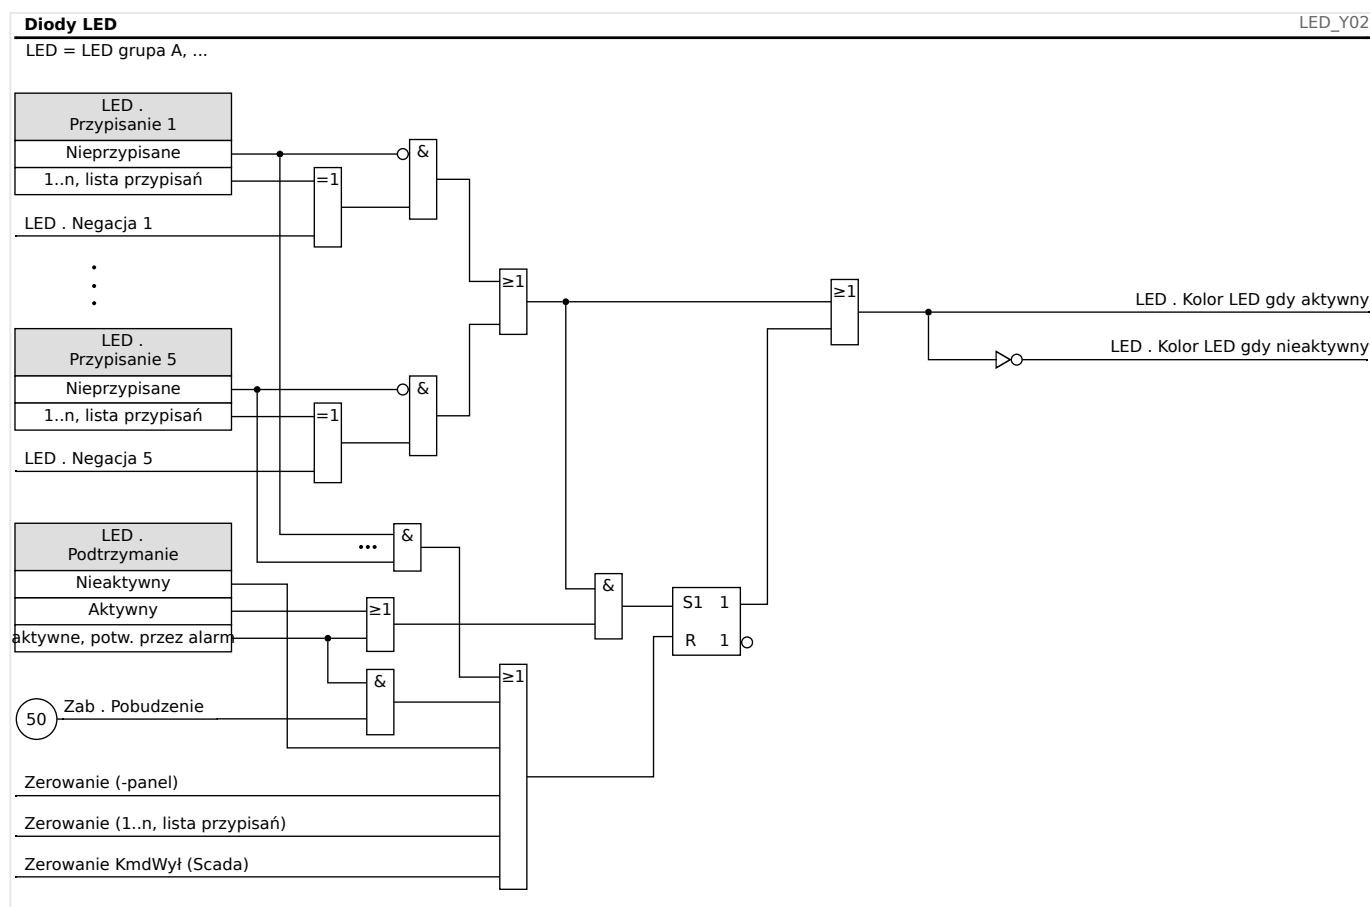 Diody LED
LED_Y02
LED = LED grupa A, ...
LED .
Przypisanie 1
Nieprzypisane
1..n, lista przypisań
LED . Negacja 1
=1
&
LED .
Przypisanie 5
Nieprzypisane
1..n, lista przypisań
LED . Negacja 5
=1
&
≥1
≥1
LED . Kolor LED gdy aktywny
LED . Kolor LED gdy nieaktywny
LED .
Podtrzymanie
Nieaktywny
Aktywny
aktywne, potw. przez alarm
&
≥1
&
&
S1 1
R 1
50
Zab . Pobudzenie
≥1
Zerowanie (-panel)
Zerowanie (1..n, lista przypisań)
Zerowanie KmdWył (Scada)